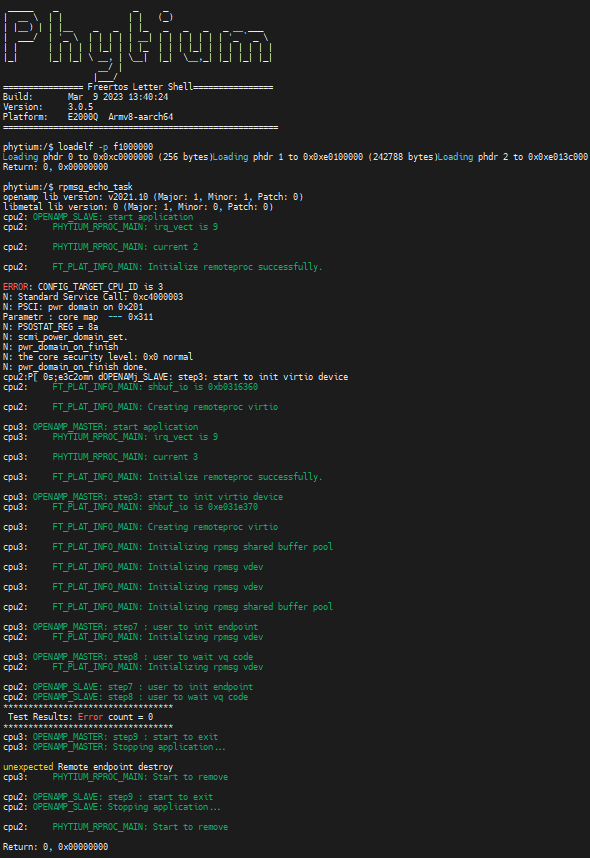 Phytium
================ Freertos Letter Shell================
Build:       Mar  9 2023 13:40:24
Version:     3.0.5
Platform:    E2000Q  Armv8-aarch64
=======================================================
phytium:/$ loadelf -p f1000000
Loading phdr 0 to 0x0xc0000000 (256 bytes)Loading phdr 1 to 0x0xe0100000 (242788 bytes)Loading phdr 2 to 0x0xe013c000
Return: 0, 0x00000000
phytium:/$ rpmsg_echo_task
openamp lib version: v2021.10 (Major: 1, Minor: 1, Patch: 0)
libmetal lib version: 0 (Major: 1, Minor: 0, Patch: 0)
cpu2: OPENAMP_SLAVE: start application
cpu2:     PHYTIUM_RPROC_MAIN: irq_vect is 9
cpu2:     PHYTIUM_RPROC_MAIN: current 2
cpu2:     FT_PLAT_INFO_MAIN: Initialize remoteproc successfully.
ERROR: CONFIG_TARGET_CPU_ID is 3
N: Standard Service Call: 0xc4000003
N: PSCI: pwr domain on 0x201
Parametr : core map  --- 0x311
N: PSOSTAT_REG = 8a
N: scmi_power_domain_set.
N: pwr_domain_on_finish
N: the core security level: 0x0 normal
N: pwr_domain_on_finish done.
cpu2:P[ 0s;e3c2omn dOPENAMj_SLAVE: step3: start to init virtio device
cpu2:     FT_PLAT_INFO_MAIN: shbuf_io is 0xb0316360
cpu2:     FT_PLAT_INFO_MAIN: Creating remoteproc virtio
cpu3: OPENAMP_MASTER: start application
cpu3:     PHYTIUM_RPROC_MAIN: irq_vect is 9
cpu3:     PHYTIUM_RPROC_MAIN: current 3
cpu3:     FT_PLAT_INFO_MAIN: Initialize remoteproc successfully.
cpu3: OPENAMP_MASTER: step3: start to init virtio device
cpu3:     FT_PLAT_INFO_MAIN: shbuf_io is 0xe031e370
cpu3:     FT_PLAT_INFO_MAIN: Creating remoteproc virtio
cpu3:     FT_PLAT_INFO_MAIN: Initializing rpmsg shared buffer pool
cpu3:     FT_PLAT_INFO_MAIN: Initializing rpmsg vdev
cpu3:     FT_PLAT_INFO_MAIN: Initializing rpmsg vdev
cpu2:     FT_PLAT_INFO_MAIN: Initializing rpmsg shared buffer pool
cpu3: OPENAMP_MASTER: step7 : user to init endpoint
cpu2:     FT_PLAT_INFO_MAIN: Initializing rpmsg vdev
cpu3: OPENAMP_MASTER: step8 : user to wait vq code
cpu2:     FT_PLAT_INFO_MAIN: Initializing rpmsg vdev
cpu2: OPENAMP_SLAVE: step7 : user to init endpoint
cpu2: OPENAMP_SLAVE: step8 : user to wait vq code
**********************************
 Test Results: Error count = 0
**********************************
cpu3: OPENAMP_MASTER: step9 : start to exit
cpu3: OPENAMP_MASTER: Stopping application...
unexpected Remote endpoint destroy
cpu3:     PHYTIUM_RPROC_MAIN: Start to remove
cpu2: OPENAMP_SLAVE: step9 : start to exit
cpu2: OPENAMP_SLAVE: Stopping application...
cpu2:     PHYTIUM_RPROC_MAIN: Start to remove
Return: 0, 0x00000000